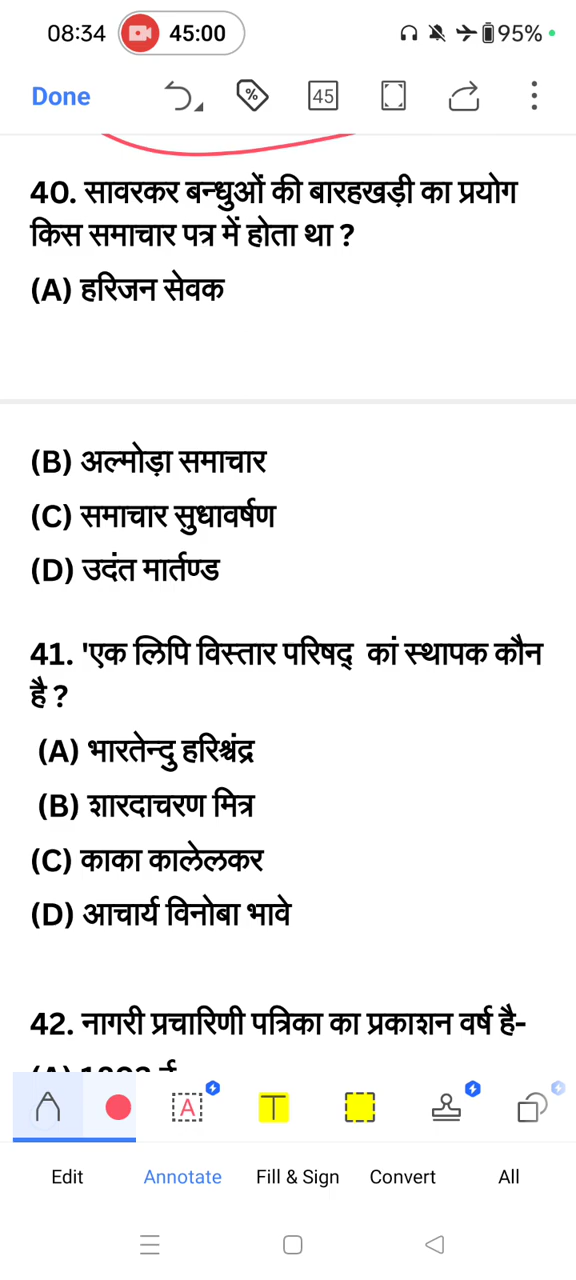 08:34 45:00 95%
Done % 45
40. सावरकर बन्धुओं की बारहखड़ी का प्रयोग
किस समाचार पत्र में होता था ?
(A) हरिजन सेवक
(B) अल्मोड़ा समाचार
(C) समाचार सुधावर्षण
(D) उदंत मार्तण्ड
41. 'एक लिपि विस्तार परिषद् कां स्थापक कौन
है ?
(A) भारतेन्दु हरिश्चंद्र
(B) शारदाचरण मित्र
(C) काका कालेलकर
(D) आचार्य विनोबा भावे
42. नागरी प्रचारिणी पत्रिका का प्रकाशन वर्ष है-
A T
Edit Annotate Fill & Sign Convert All